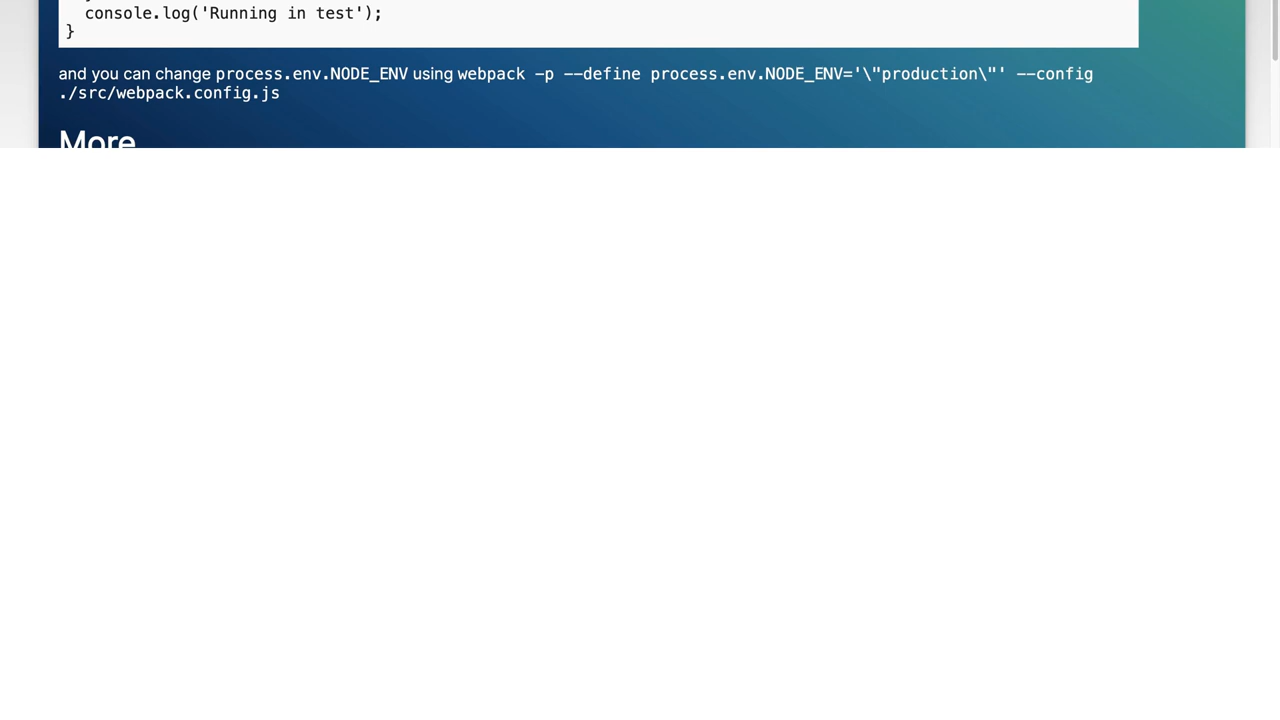 console.log('Running in test');
}
and you can change process.env.NODE_ENV using webpack -p --define process.env.NODE_ENV='\"production\"' --config
./src/webpack.config.js
More